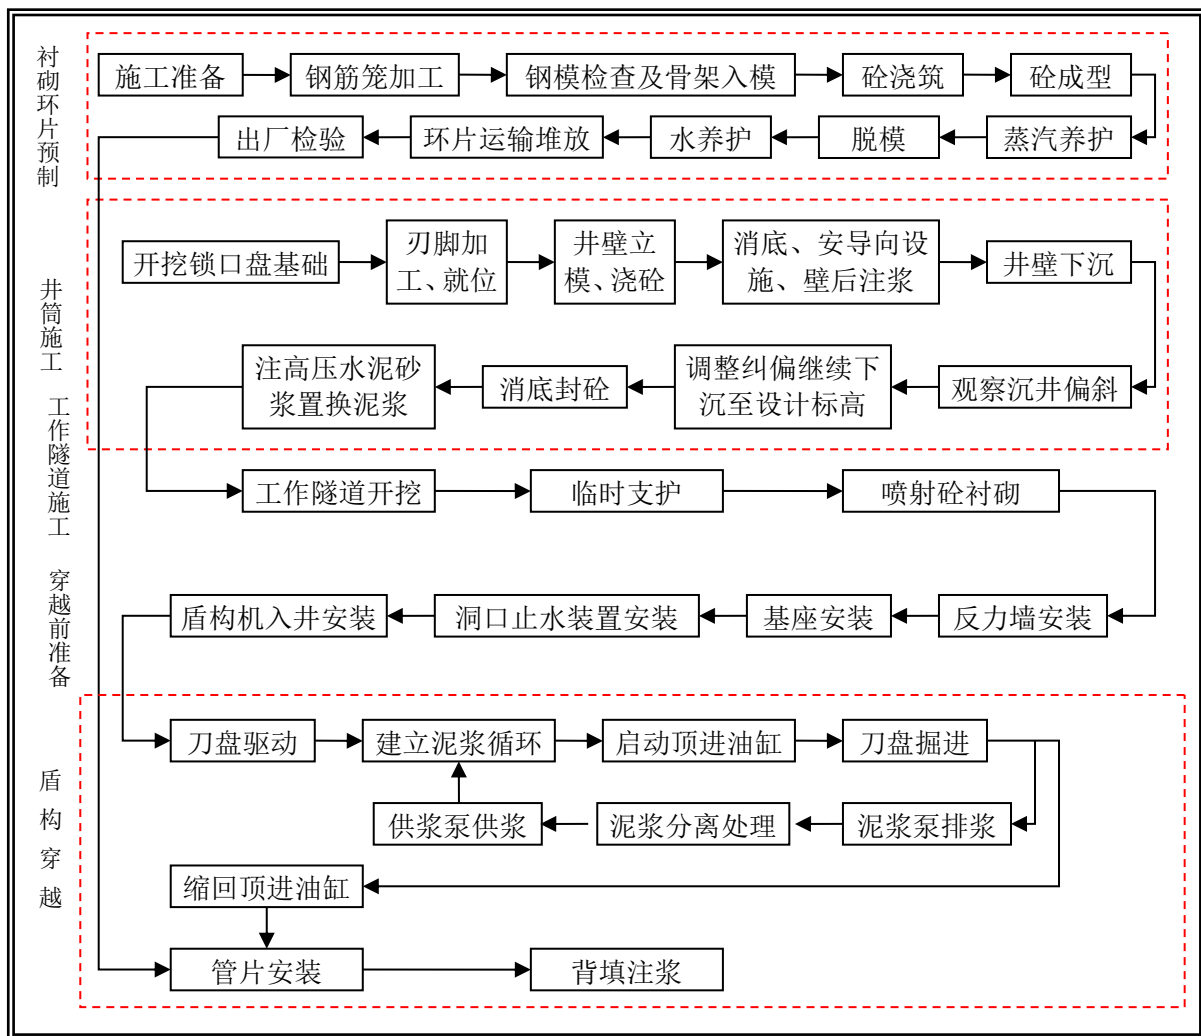 衬砌环片预制
施工准备
钢筋笼加工
钢模检查及骨架入模
砼浇筑
砼成型
出厂检验
环片运输堆放
水养护
脱模
蒸汽养护
井筒施工
开挖锁口盘基础
刃脚加
工、就位
井壁立
模、浇砼
消底、安导向设
施、壁后注浆
井壁下沉
注高压水泥砂
浆置换泥浆
消底封砼
调整纠偏继续下
沉至设计标高
观察沉井偏斜
工作隧道施工
工作隧道开挖
临时支护
喷射砼衬砌
穿越前准备
盾构机入井安装
洞口止水装置安装
基座安装
反力墙安装
盾构穿越
刀盘驱动
建立泥浆循环
启动顶进油缸
刀盘掘进
供浆泵供浆
泥浆分离处理
泥浆泵排浆
缩回顶进油缸
管片安装
背填注浆